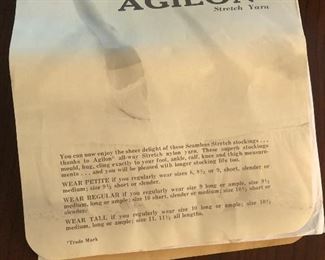 AGILON
Stretch Yarn
You can now enjoy the sheer delight of these Seamless Stretch stockings ...
thanks to Agilon* all-way Stretch nylon yarn. These superb stockings
mould, hug, cling exactly to your foot, ankle, calf, knee and thigh measure-
ments ... and you will be pleased with longer stocking life too.
WEAR PETITE if you regularly wear sizes 8, 8½ or 9, short, slender or
medium; size 9½ short or slender.
WEAR REGULAR if you regularly wear size 9 long or ample, size 9½
medium, long or ample; size 10 short, slender or medium; size 10½ short or
slender.
WEAR TALL if you regularly wear size 10 long or ample, size 10½
medium, long or ample; size 11, 11½ all lengths.
*Trade Mark